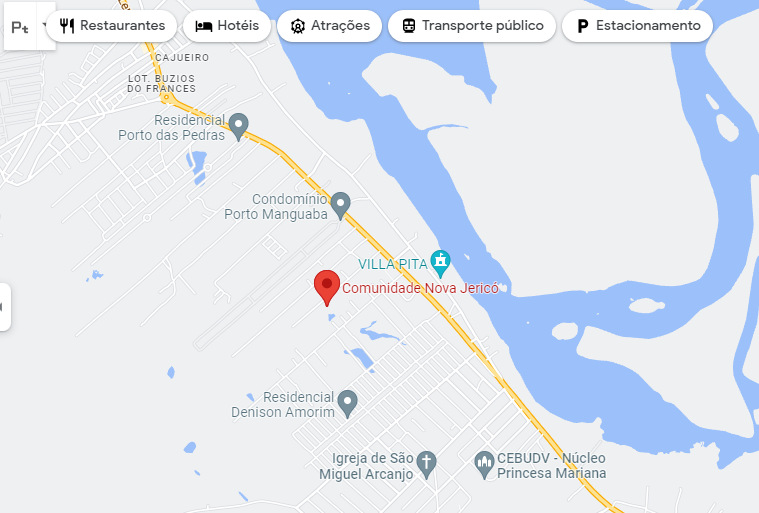 Pt
Restaurantes
Hotéis
Atrações
Transporte público
P
Estacionamento
CAJUEIRO
LOT. BUZIOS
DO FRANCES
Residencial
Porto das Pedras
Condomínio
Porto Manguaba
VILLA PITA
Comunidade Nova Jericó
Residencial
Denison Amorim
Igreja de São
Miguel Arcanjo
CEBUDV - Núcleo
Princesa Mariana